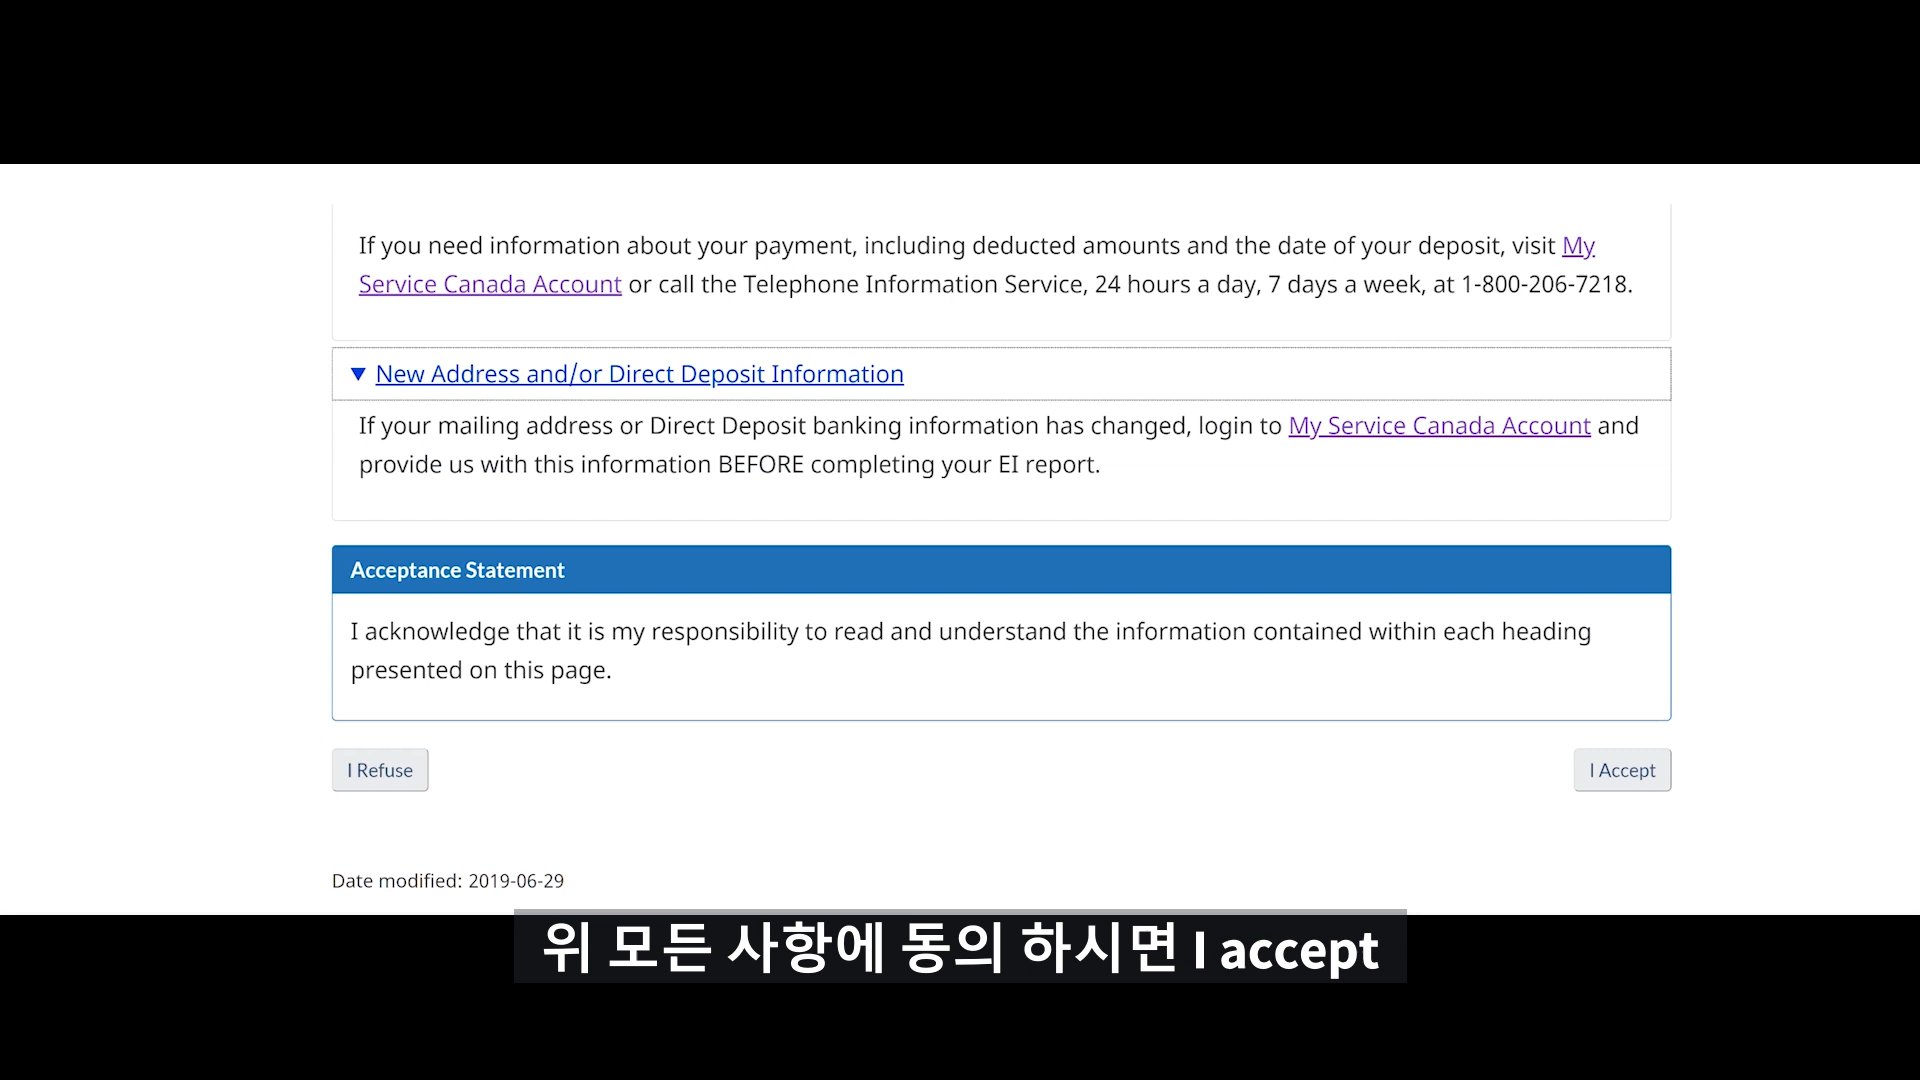 If you need information about your payment, including deducted amounts and the date of your deposit, visit My
Service Canada Account or call the Telephone Information Service, 24 hours a day, 7 days a week, at 1-800-206-7218.
New Address and/or Direct Deposit Information
If your mailing address or Direct Deposit banking information has changed, login to My Service Canada Account and
provide us with this information BEFORE completing your EI report.
Acceptance Statement
I acknowledge that it is my responsibility to read and understand the information contained within each heading
presented on this page.
I Refuse
I Accept
Date modified: 2019-06-29
위 모든 사항에 동의 하시면 I accept